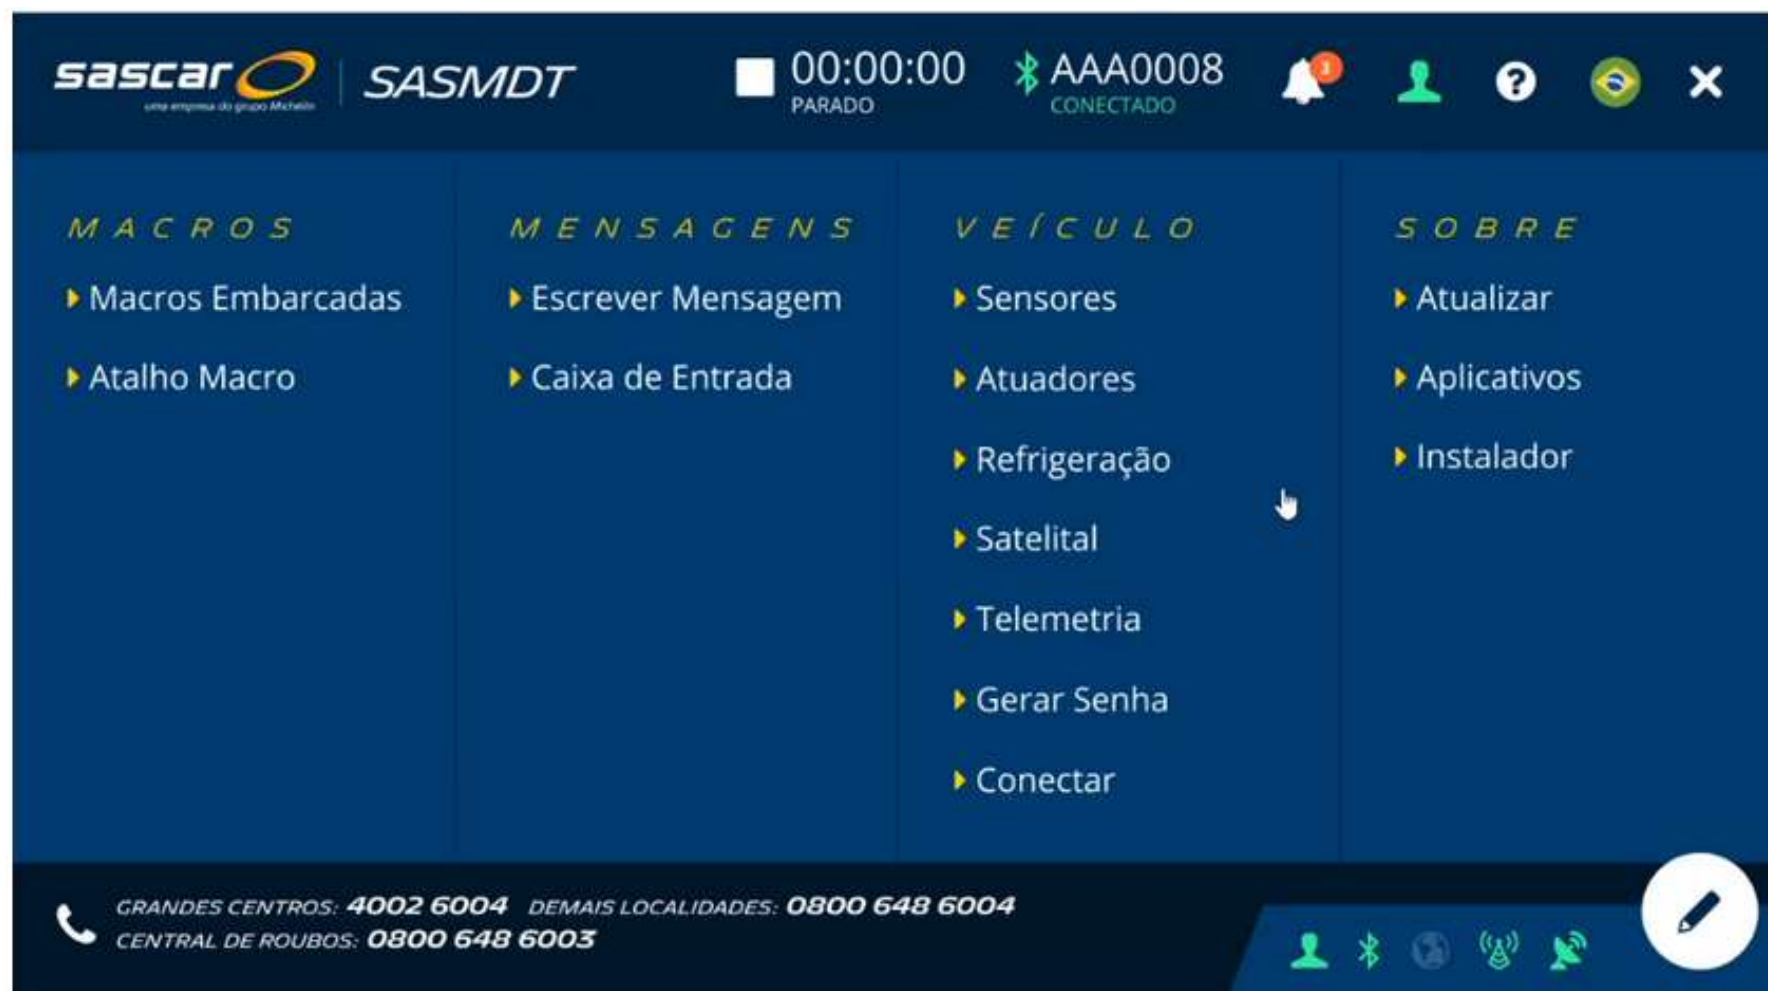 sascar
uma empresa do grupo Michelin
SASMDT
00:00:00
PARADO
AAA0008
CONECTADO
3
?
MACROS
Macros Embarcadas
Atalho Macro
MENSAGENS
Escrever Mensagem
Caixa de Entrada
VEÍCULO
Sensores
Atuadores
Refrigeração
Satelital
Telemetria
Gerar Senha
Conectar
SOBRE
Atualizar
Aplicativos
Instalador
GRANDES CENTROS: 4002 6004 DEMAIS LOCALIDADES: 0800 648 6004
CENTRAL DE ROUBOS: 0800 648 6003